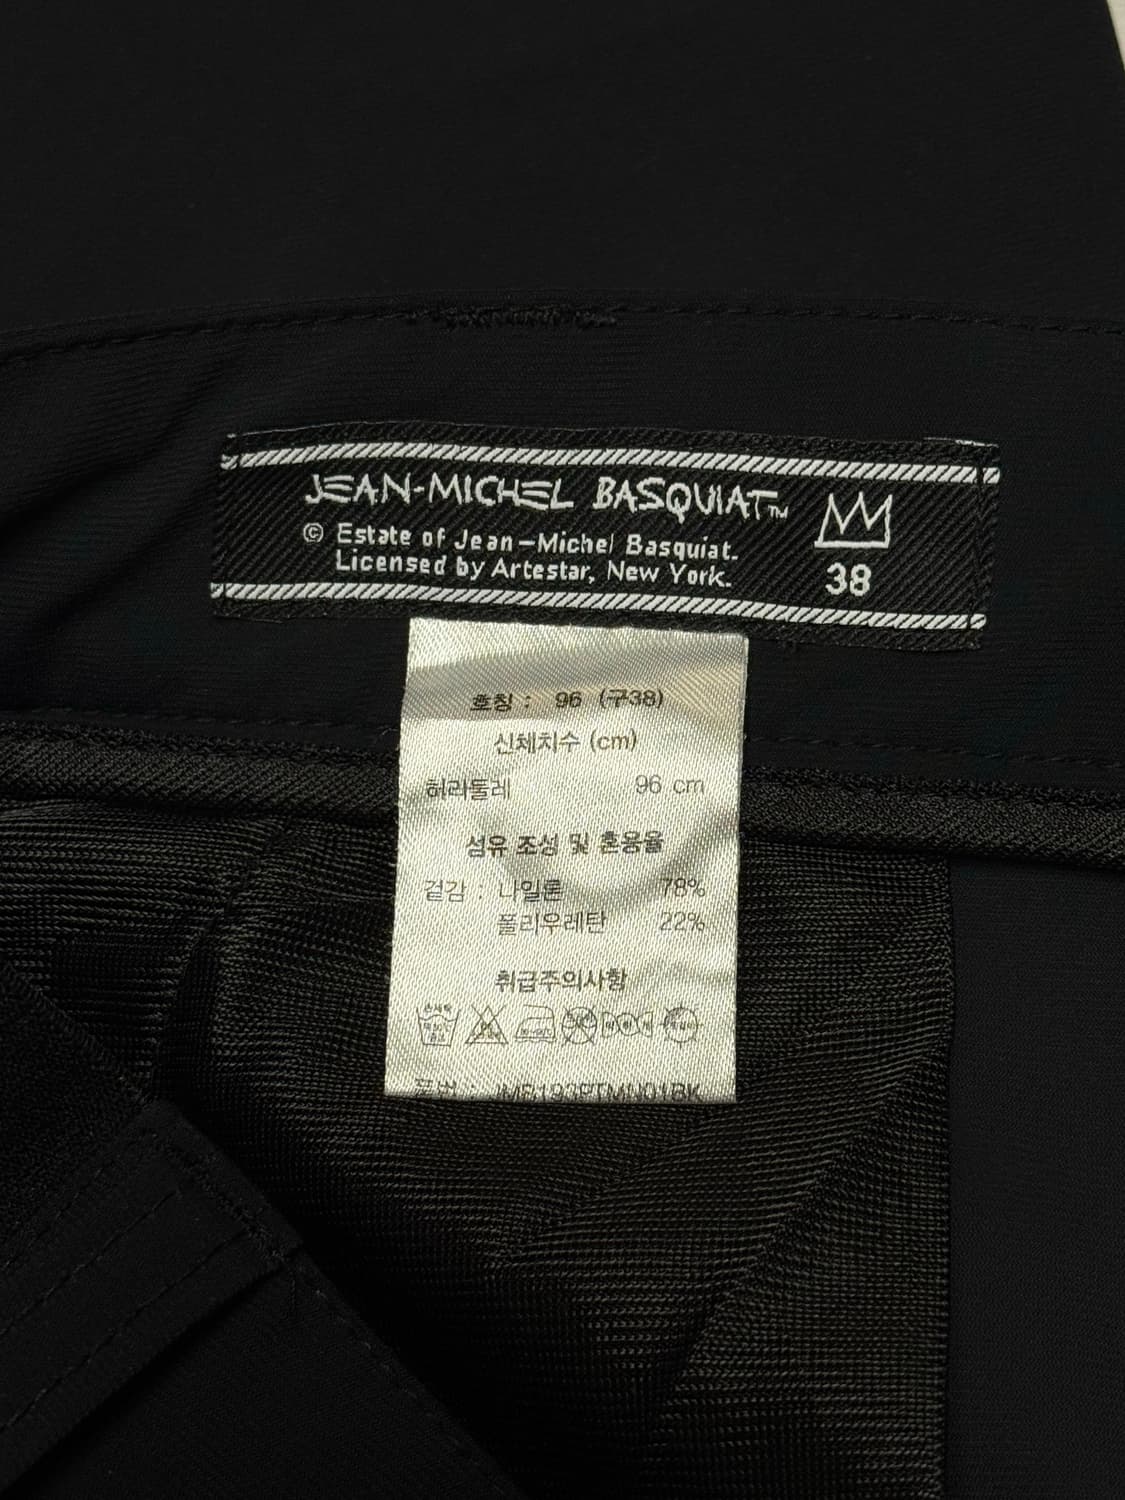 JEAN-MICHEL BASQUIAT™
© Estate of Jean-Michel Basquiat.
Licensed by Artestar, New York.
38
호칭 : 96 (구38)
신체치수 (cm)
허리둘레 96 cm
섬유 조성 및 혼용율
겉감 : 나일론 78%
폴리우레탄 22%
취급주의사항
품번 :